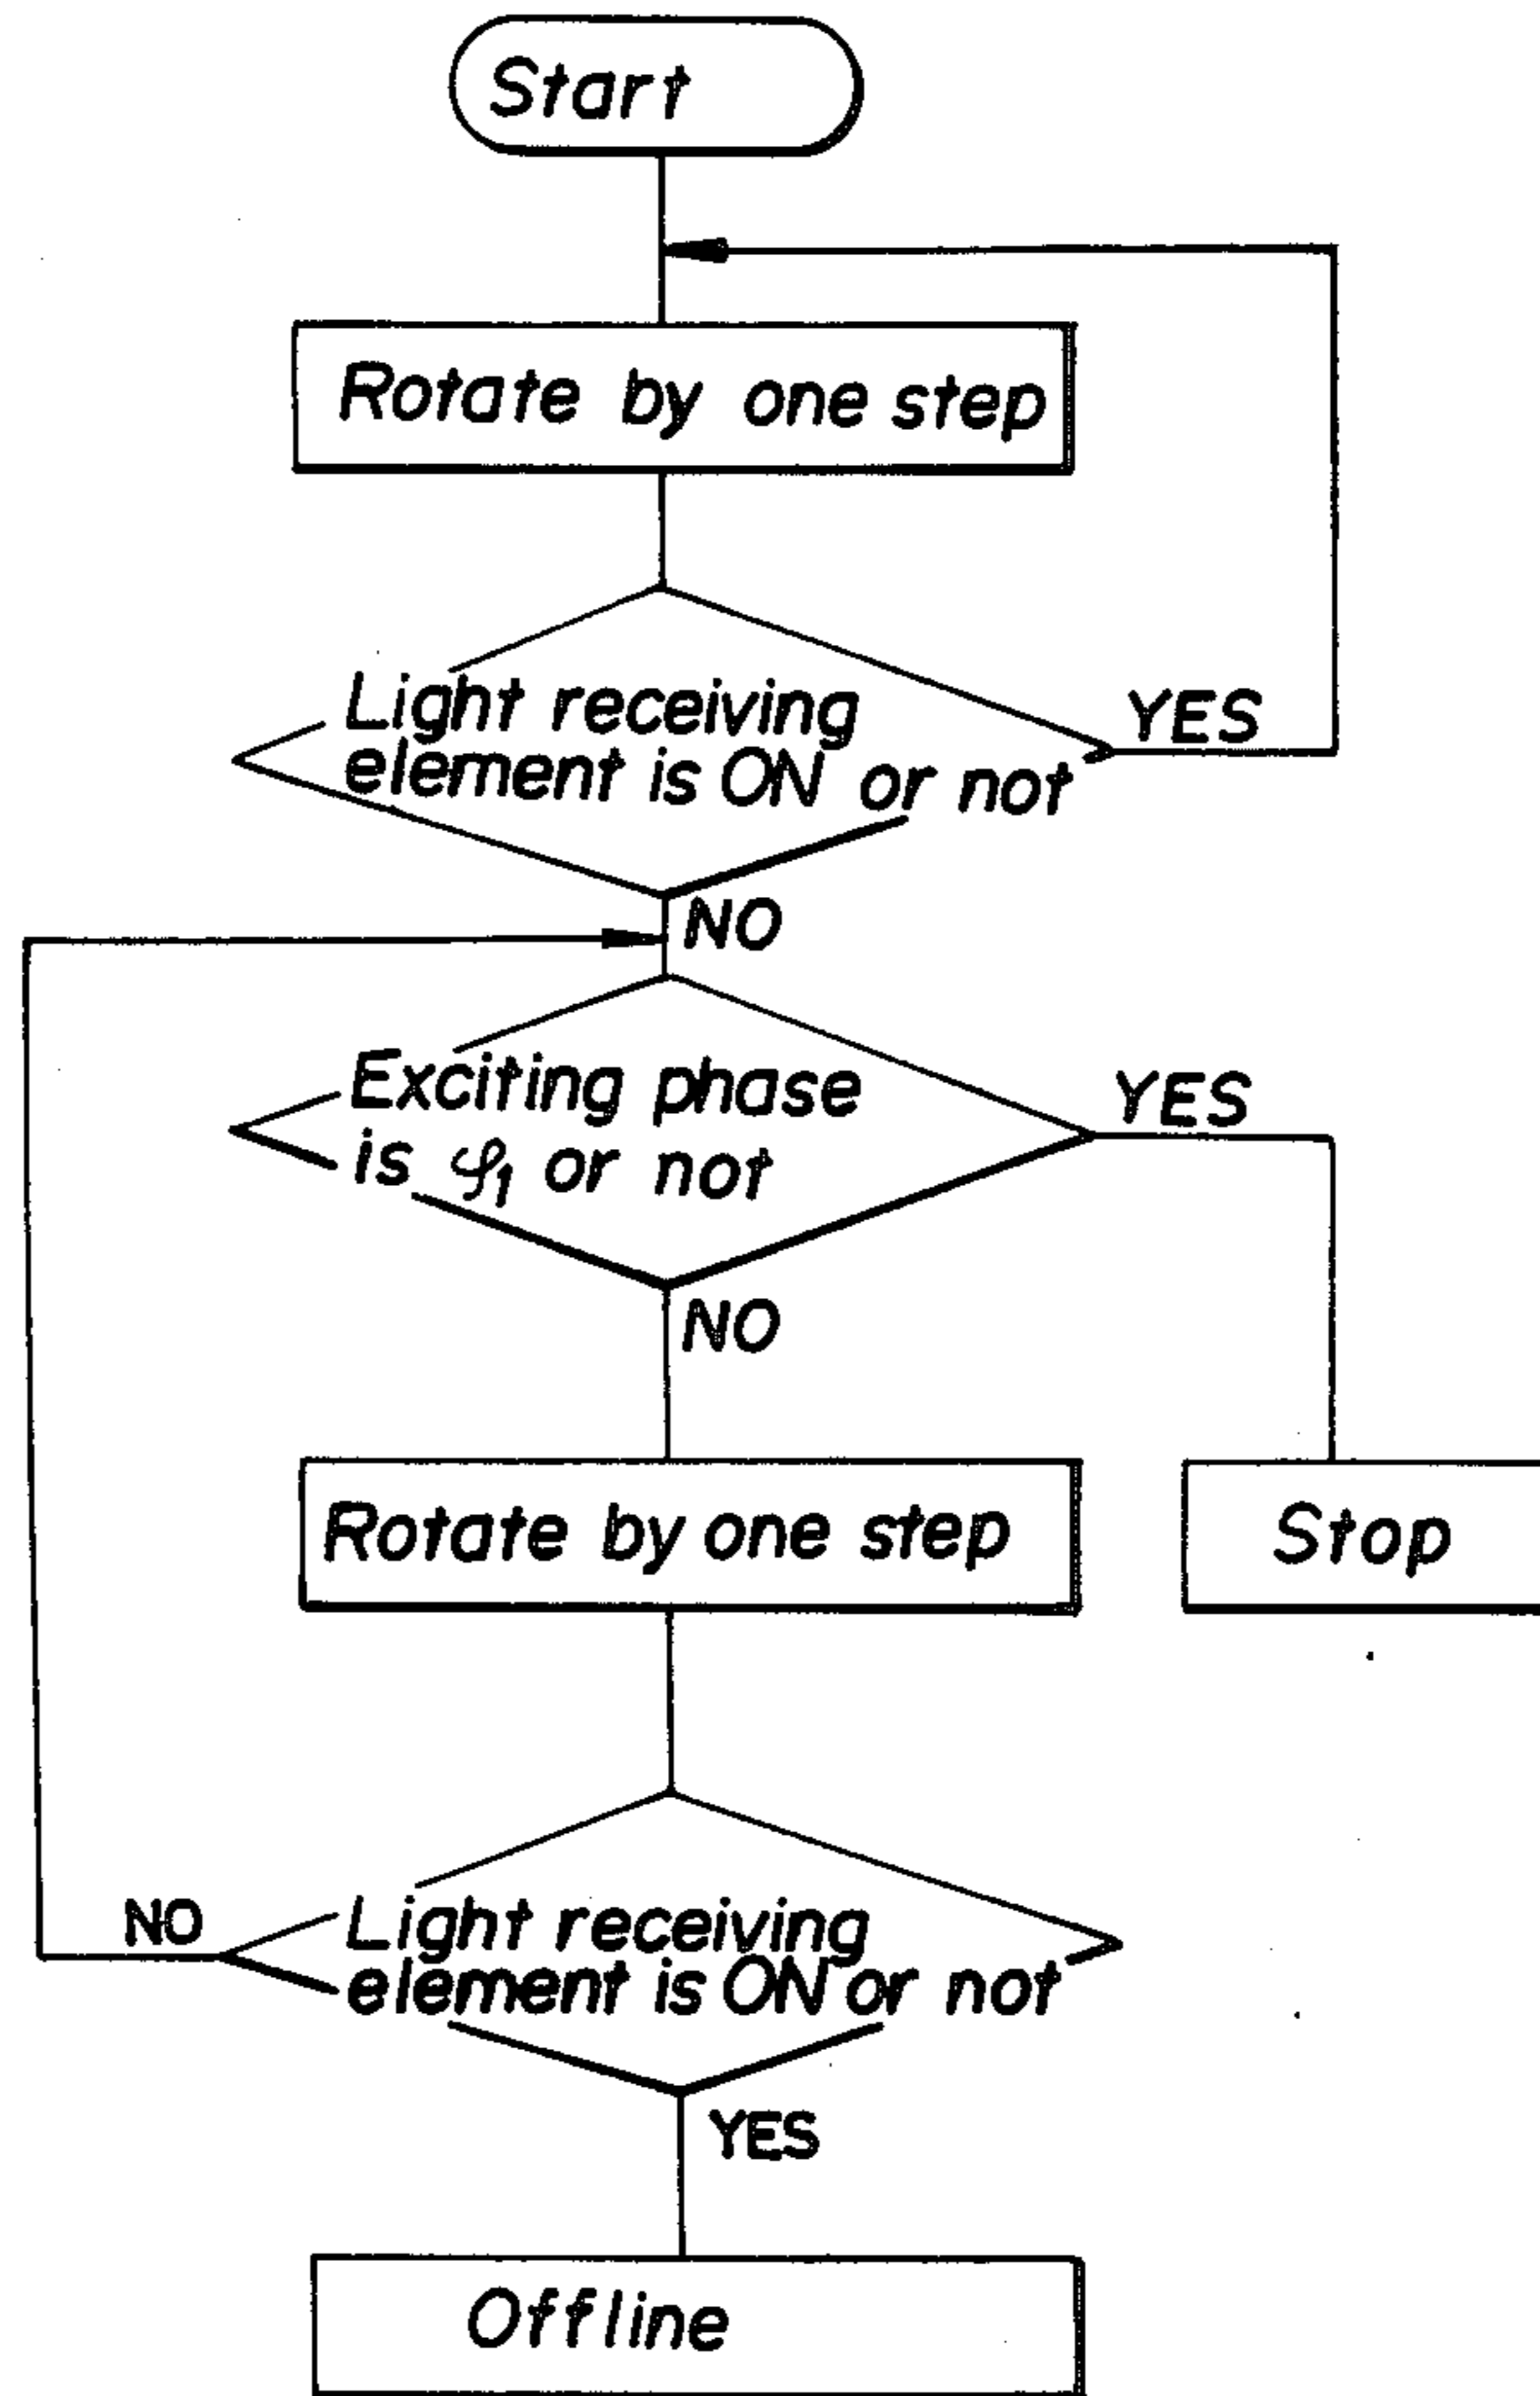 Start
Rotate by one step
Light receiving
element is ON or not
YES
NO
Exciting phase
is φ1 or not
YES
NO
Rotate by one step
Stop
Light receiving
element is ON or not
NO
YES
Offline